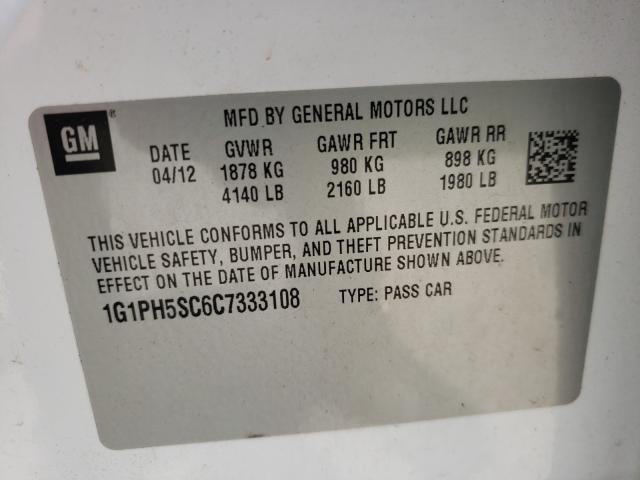 GM ®
MFD BY GENERAL MOTORS LLC
DATE GVWR GAWR FRT GAWR RR
04/12 1878 KG 980 KG 898 KG
4140 LB 2160 LB 1980 LB
THIS VEHICLE CONFORMS TO ALL APPLICABLE U.S. FEDERAL MOTOR
VEHICLE SAFETY, BUMPER, AND THEFT PREVENTION STANDARDS IN
EFFECT ON THE DATE OF MANUFACTURE SHOWN ABOVE.
1G1PH5SC6C7333108 TYPE: PASS CAR